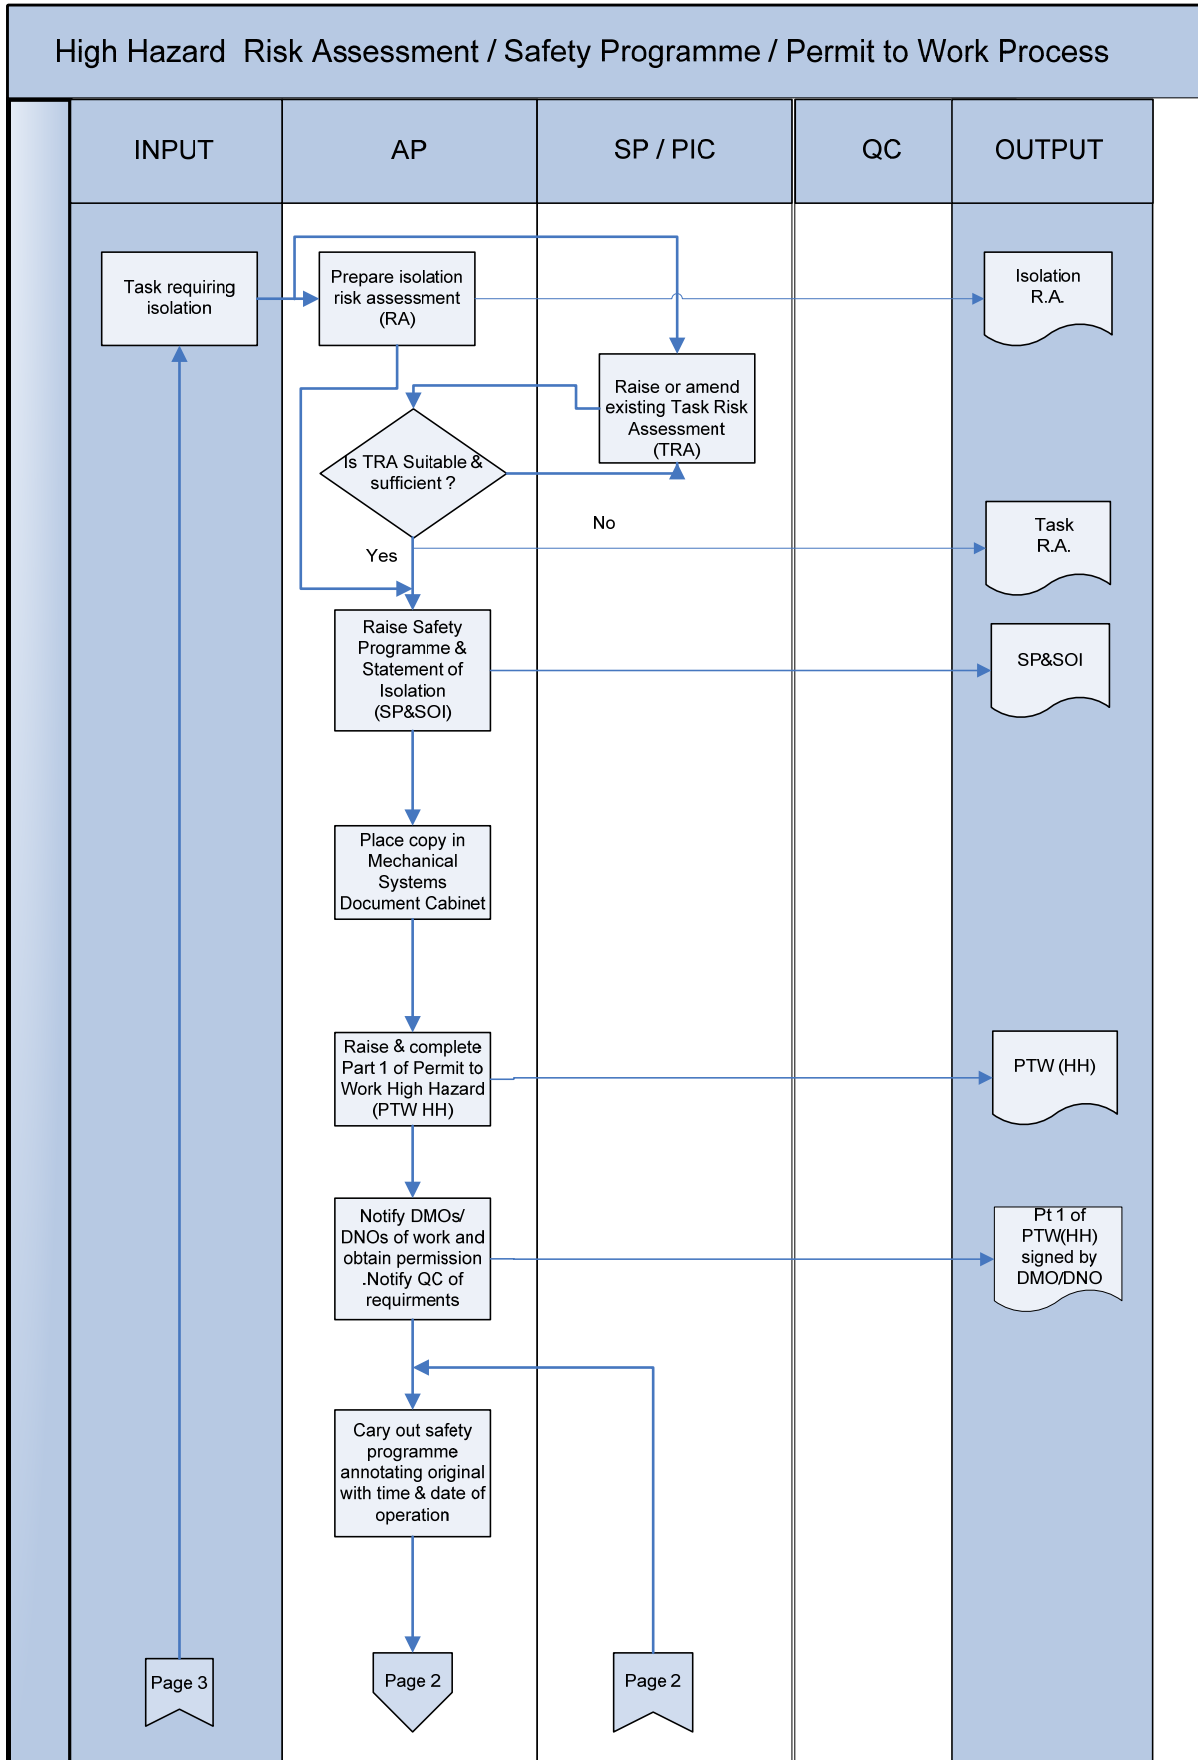 High Hazard  Risk Assessment / Safety Programme / Permit to Work Process
INPUT
AP
SP / PIC
QC
OUTPUT
Task requiring
isolation
Prepare isolation
risk assessment
(RA)
Isolation
R.A.
Raise or amend
existing Task Risk
Assessment
(TRA)
Is TRA Suitable &
sufficient ?
No
Yes
Task
R.A.
Raise Safety
Programme &
Statement of
Isolation
(SP&SOI)
SP&SOI
Place copy in
Mechanical
Systems
Document Cabinet
Raise & complete
Part 1 of Permit to
Work High Hazard
(PTW HH)
PTW (HH)
Notify DMOs/
DNOs of work and
obtain permission
.Notify QC of
requirments
Pt 1 of
PTW(HH)
signed by
DMO/DNO
Cary out safety
programme
annotating original
with time & date of
operation
Page 3
Page 2
Page 2